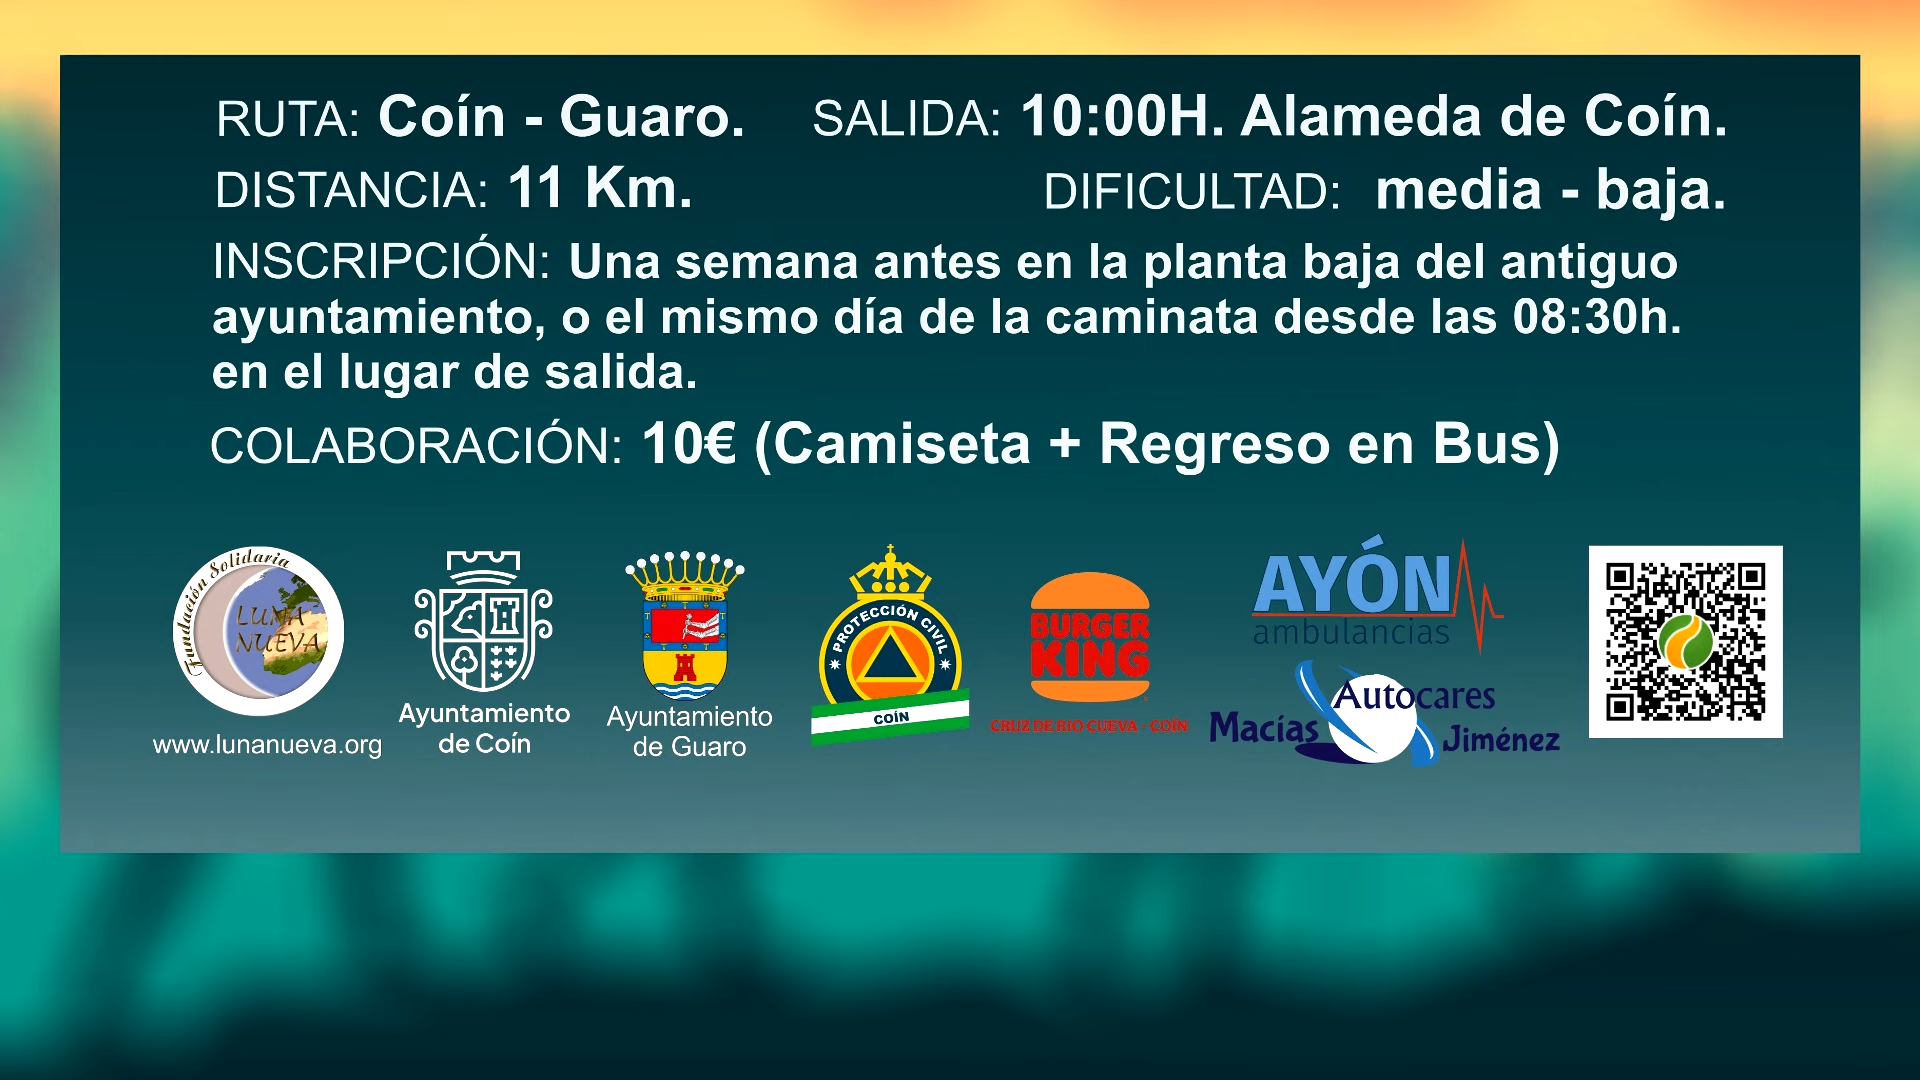 RUTA: Coín - Guaro. SALIDA: 10:00H. Alameda de Coín.
DISTANCIA: 11 Km. DIFICULTAD: media - baja.
INSCRIPCIÓN: Una semana antes en la planta baja del antiguo
ayuntamiento, o el mismo día de la caminata desde las 08:30h.
en el lugar de salida.
COLABORACIÓN: 10€ (Camiseta + Regreso en Bus)
Fundación Solidaria
LUNA
NUEVA
www.lunanueva.org
Ayuntamiento
de Coín
Ayuntamiento
de Guaro
PROTECCIÓN CIVIL
COÍN
BURGER
KING
CRUZ DE RIO CUEVA - COÍN
AYÓN
ambulancias
Autocares
Macías
Jiménez